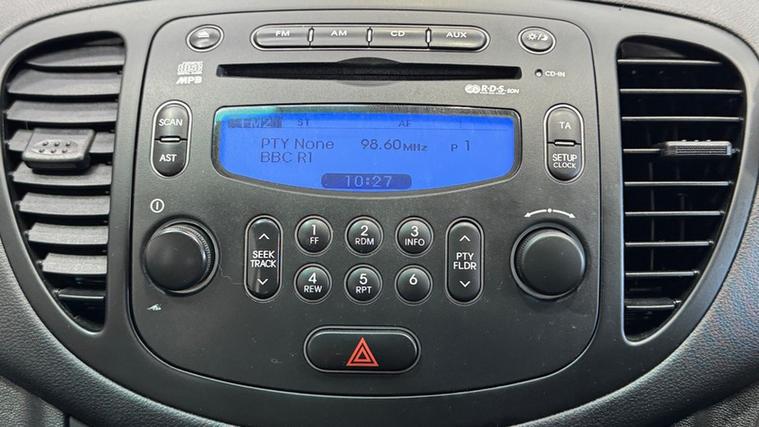 FM AM CD AUX
MP3
CD-IN
R·D·S-EON
SCAN
AST
FM2 ST AF
PTY None 98.60MHz P 1
BBC R1
10:27
TA
SETUP
CLOCK
SEEK
TRACK
1
FF
2
RDM
3
INFO
4
REW
5
RPT
6
PTY
FLDR